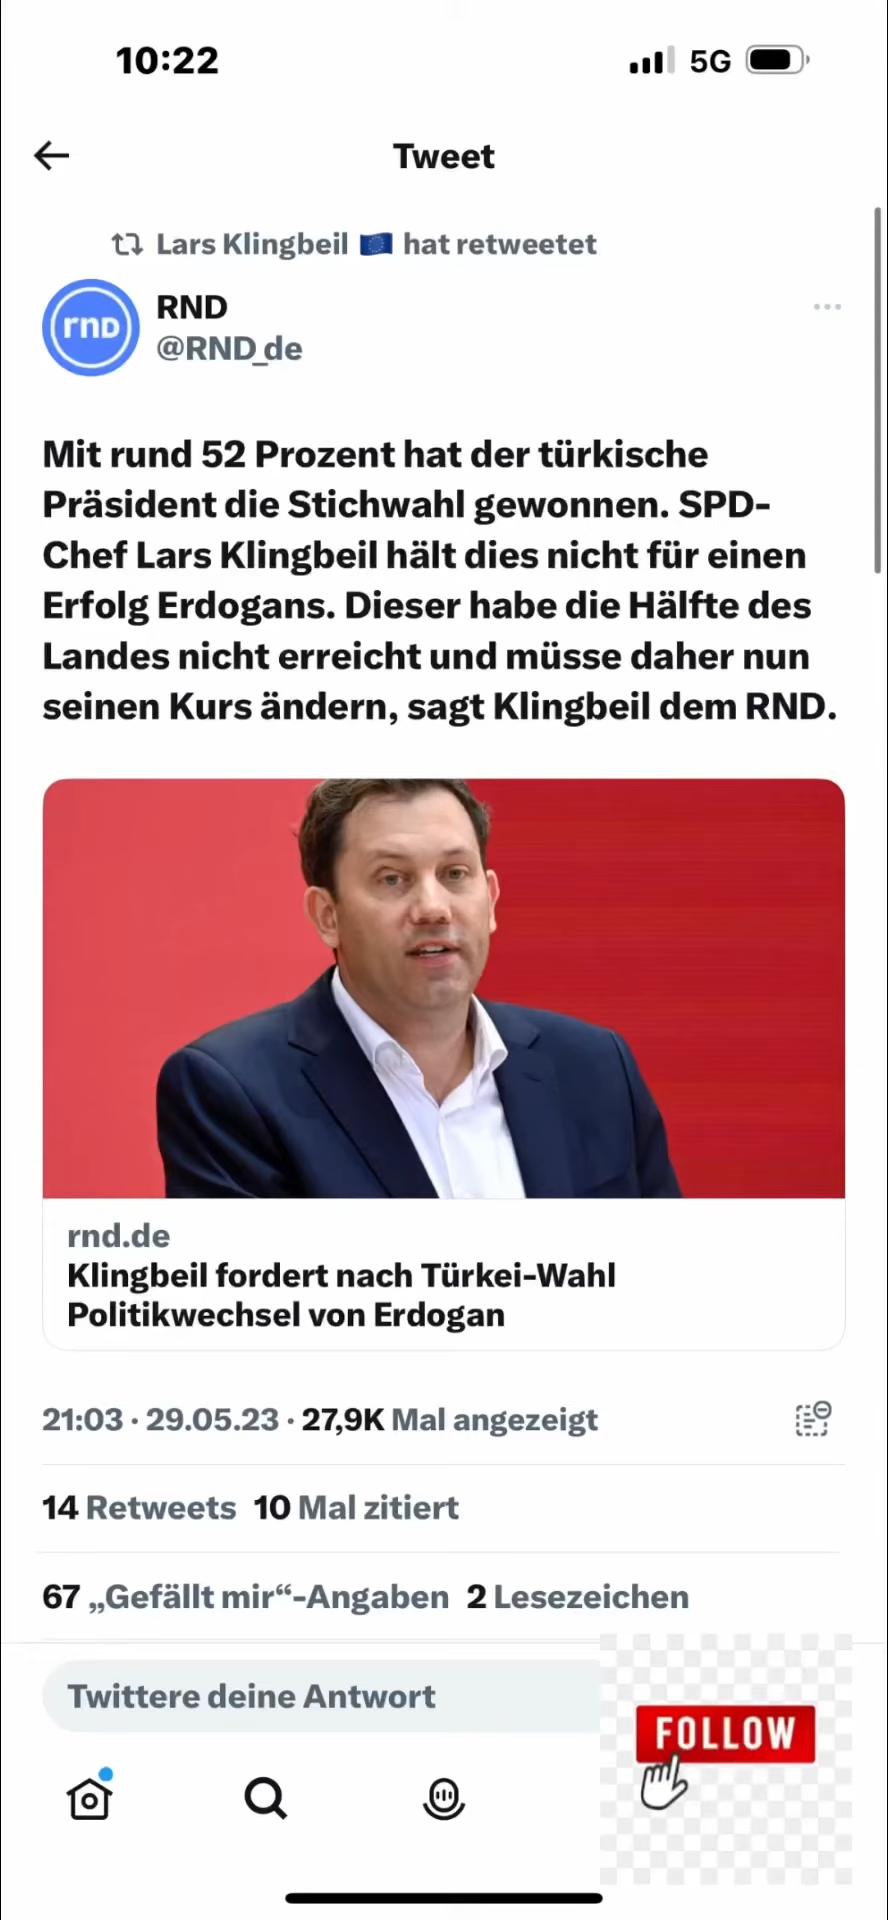 10:22
5G
Tweet
Lars Klingbeil 🇪🇺 hat retweetet
rnd
RND
@RND_de
Mit rund 52 Prozent hat der türkische
Präsident die Stichwahl gewonnen. SPD-
Chef Lars Klingbeil hält dies nicht für einen
Erfolg Erdogans. Dieser habe die Hälfte des
Landes nicht erreicht und müsse daher nun
seinen Kurs ändern, sagt Klingbeil dem RND.
rnd.de
Klingbeil fordert nach Türkei-Wahl
Politikwechsel von Erdogan
21:03 · 29.05.23 · 27,9K Mal angezeigt
14 Retweets 10 Mal zitiert
67 „Gefällt mir“-Angaben 2 Lesezeichen
Twittere deine Antwort
FOLLOW